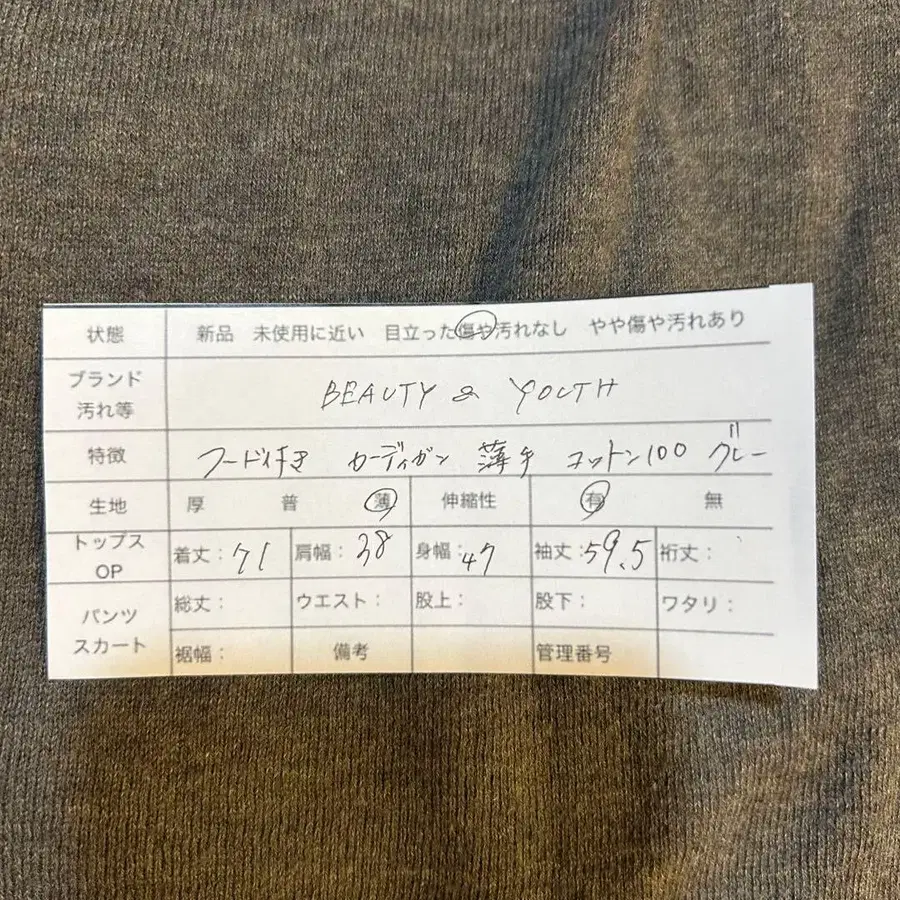 状態 新品 未使用に近い 目立った傷や汚れなし やや傷や汚れあり
ブランド
汚れ等
BEAUTY & YOUTH
特徴 フード付き カーディガン 薄手 コットン100 グレー
生地 厚 普 薄 伸縮性 有 無
トップス
OP
着丈:71 肩幅:38 身幅:47 袖丈:59.5 裄丈:
パンツ
スカート
総丈: ウエスト: 股上: 股下: ワタリ:
裾幅: 備考 管理番号